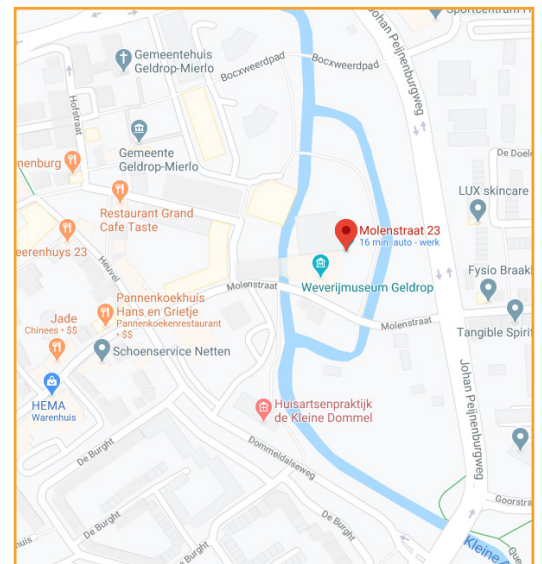 Sportcentrum H
Johan Peijnenburgweg
Gemeentehuis
Geldrop-Mierlo
Bocxweerdpad
Bocxweerdpad
Hofstraat
Gemeente
Geldrop-Mierlo
De Doele
nenburg
LUX skincare
Restaurant Grand
Cafe Taste
Molenstraat 23
16 min. auto - werk
eerenhuys 23
Heuvel
Weverijmuseum Geldrop
Fysio Braak
Molenstraat
Pannenkoekhuis
Hans en Grietje
Pannenkoekenrestaurant
• $$
Jade
Chinees • $$
Molenstraat
Tangible Spirit
Schoenservice Netten
Johan Peijnenburgweg
HEMA
Warenhuis
Huisartsenpraktijk
de Kleine Dommel
De Burght
Dommeldalseweg
Goorstra
De Burght
De Burght
huis
De Burght
Kleine
Que